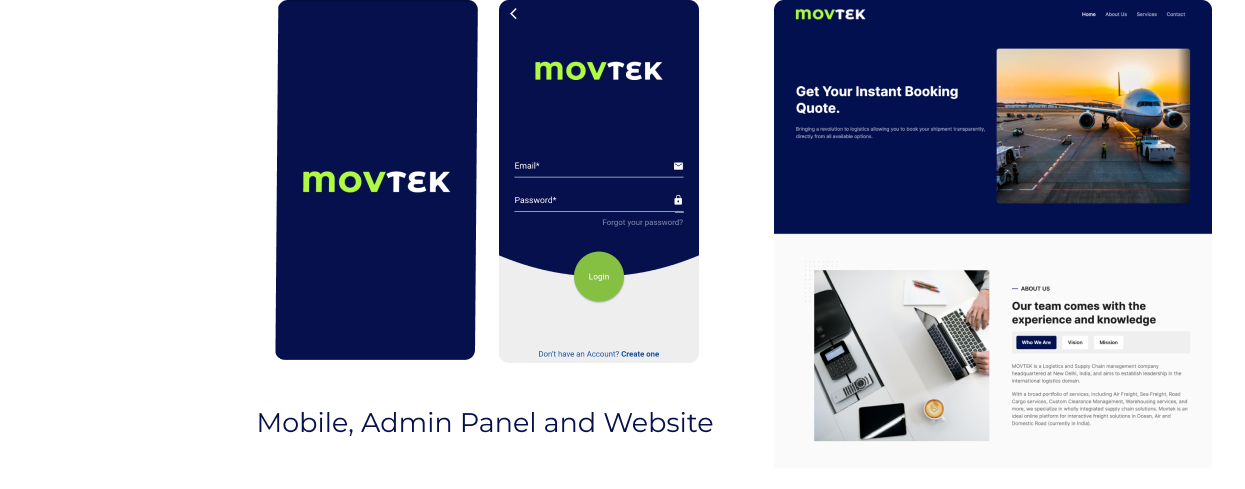 MOVTEK
MOVTEK
Email*
Password*
Forgot your password?
Login
Don't have an Account? Create one
Mobile, Admin Panel and Website
MOVTEK
Home About Us Services Contact
Get Your Instant Booking
Quote.
Bringing a revolution to logistics allowing you to book your shipment transparently,
directly from all available options.
ABOUT US
Our team comes with the
experience and knowledge
Who We Are Vision Mission
MOVTEK is a Logistics and Supply Chain management company
headquartered at New Delhi, India, and aims to establish leadership in the
international logistics domain.
With a broad portfolio of services, including Air Freight, Sea Freight, Road
Cargo services, Custom Clearance Management, Warehousing services, and
more, we specialize in wholly integrated supply chain solutions. Movtek is an
ideal online platform for interactive freight solutions in Ocean, Air and
Domestic Road (currently in India).